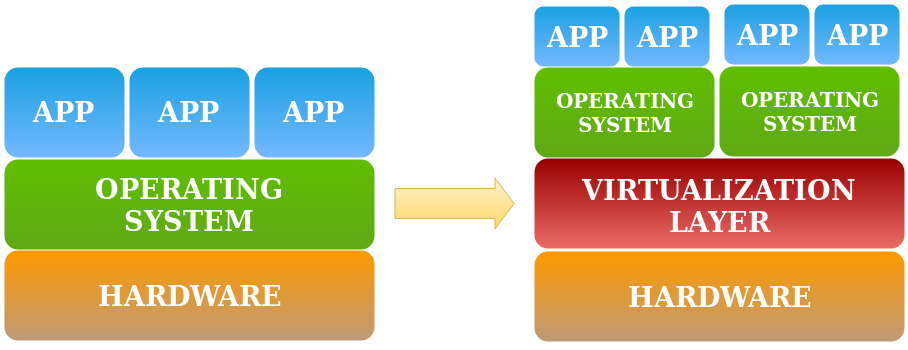 APP
APP
APP
OPERATING
SYSTEM
HARDWARE
APP
APP
APP
APP
OPERATING
SYSTEM
OPERATING
SYSTEM
VIRTUALIZATION
LAYER
HARDWARE